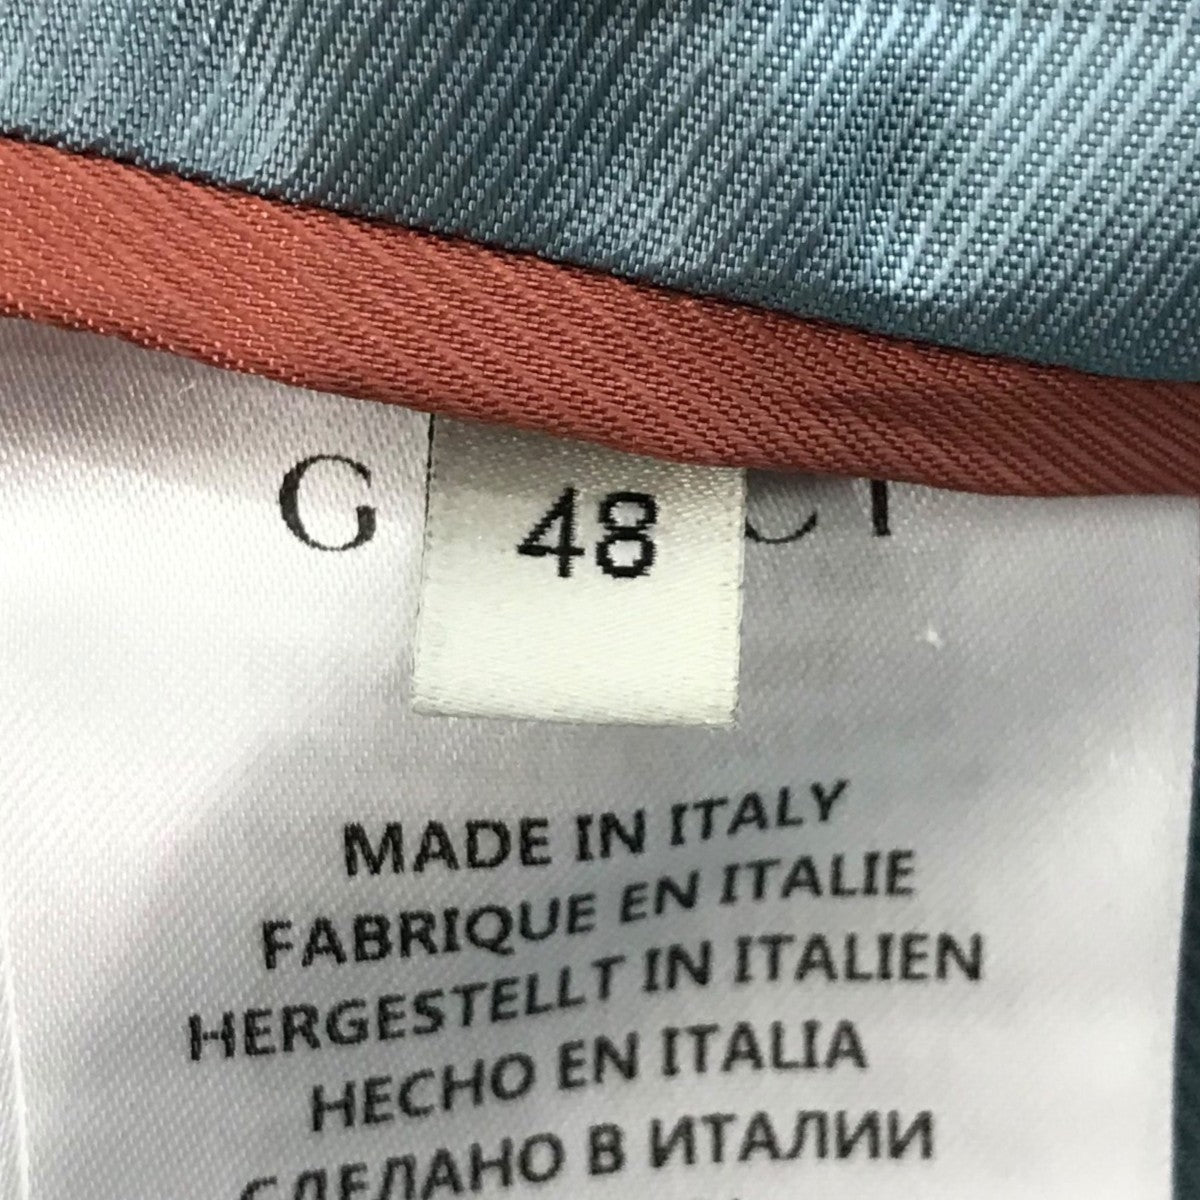 48
MADE IN ITALY
FABRIQUE EN ITALIE
HERGESTELLT IN ITALIEN
HECHO EN ITALIA
СДЕЛАНО В ИТАЛИИ